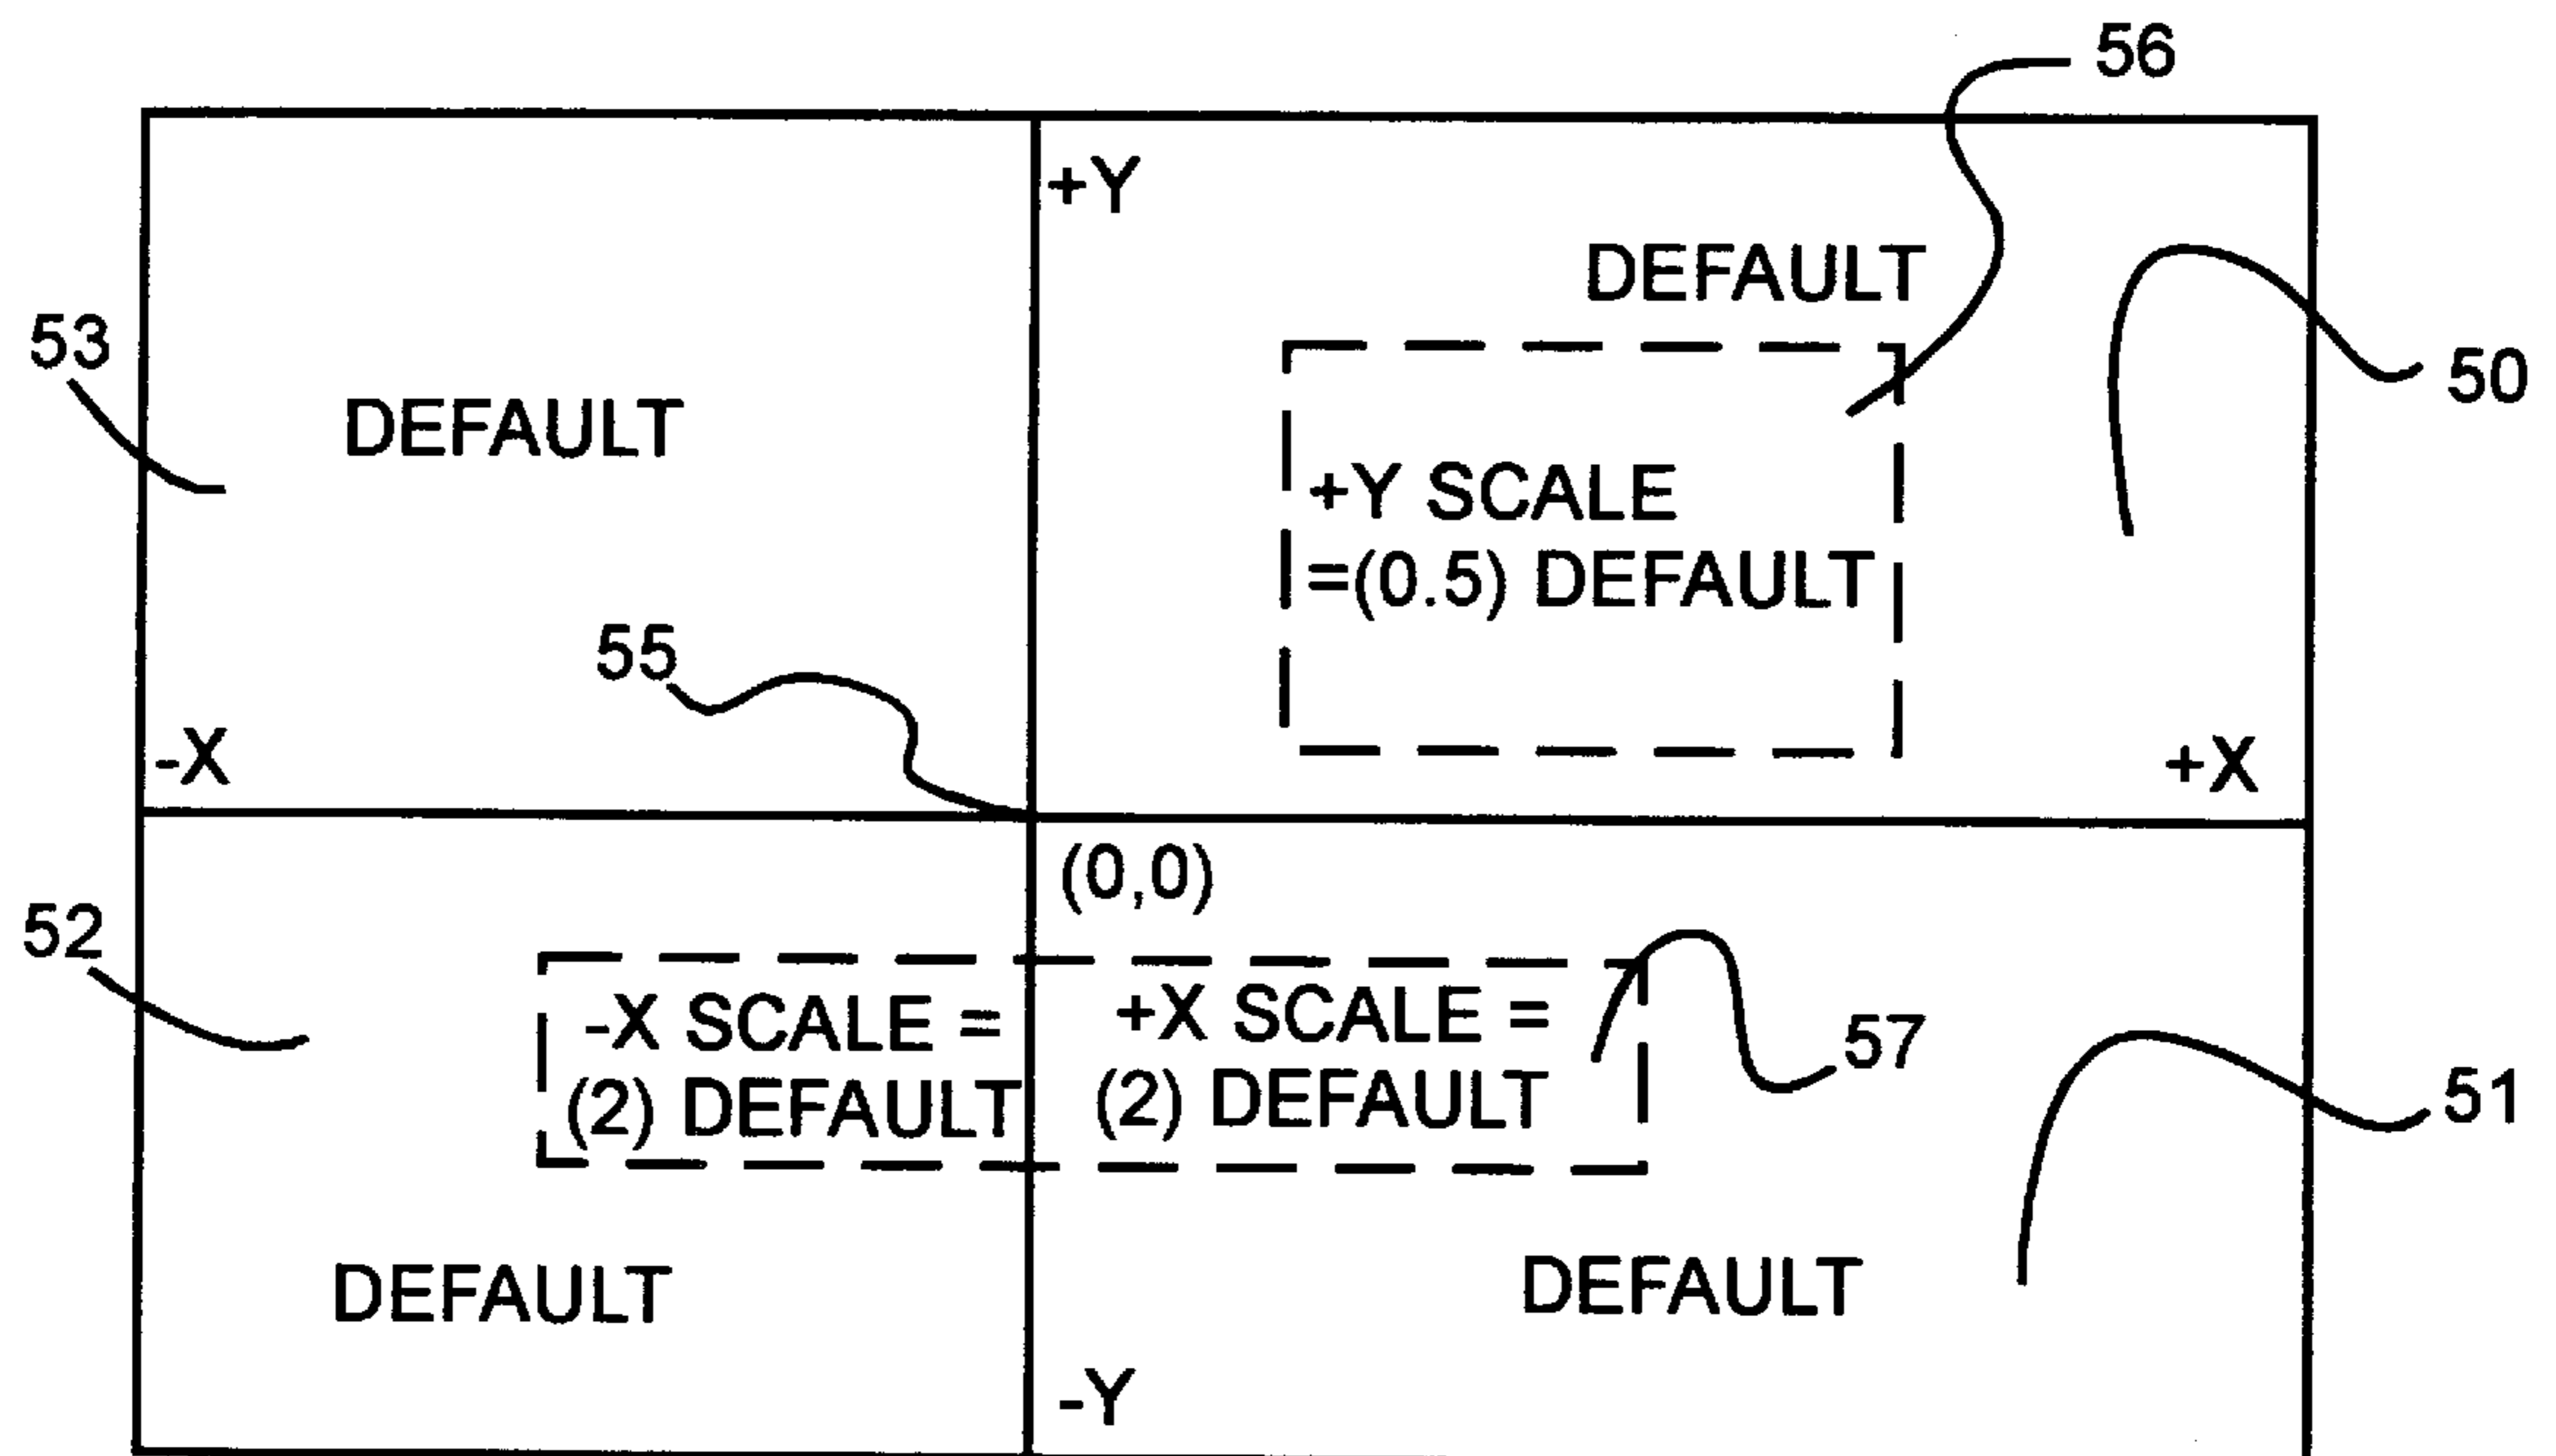 56
+Y
DEFAULT
53
50
DEFAULT
+Y SCALE
=(0.5) DEFAULT
55
-X
+X
(0,0)
52
-X SCALE =
(2) DEFAULT
+X SCALE =
(2) DEFAULT
57
51
DEFAULT
DEFAULT
-Y